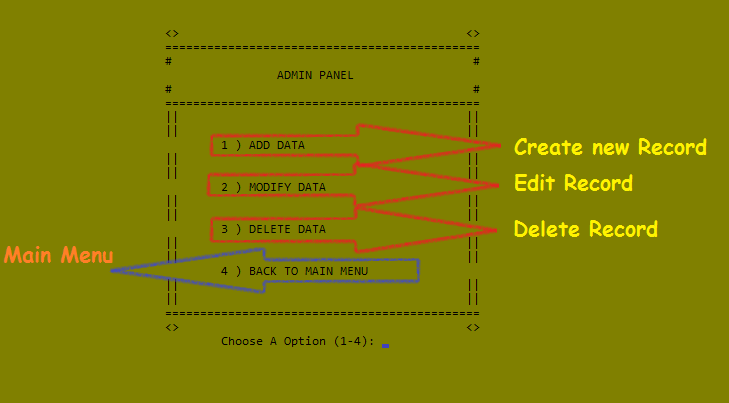 <> <>
=============================================
# #
ADMIN PANEL
# #
=============================================
|| ||
|| ||
1 ) ADD DATA Create new Record
|| ||
|| ||
2 ) MODIFY DATA Edit Record
|| ||
|| ||
3 ) DELETE DATA Delete Record
|| ||
|| ||
Main Menu 4 ) BACK TO MAIN MENU
|| ||
|| ||
=============================================
<> <>
Choose A Option (1-4): _